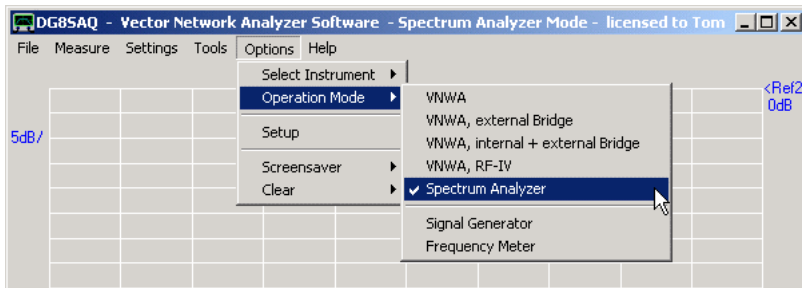 DG8SAQ - Vector Network Analyzer Software - Spectrum Analyzer Mode - licensed to Tom
File Measure Settings Tools Options Help
Select Instrument
Operation Mode
Setup
Screensaver
Clear
VNWA
VNWA, external Bridge
VNWA, internal + external Bridge
VNWA, RF-IV
Spectrum Analyzer
Signal Generator
Frequency Meter
5dB/
<Ref2
0dB